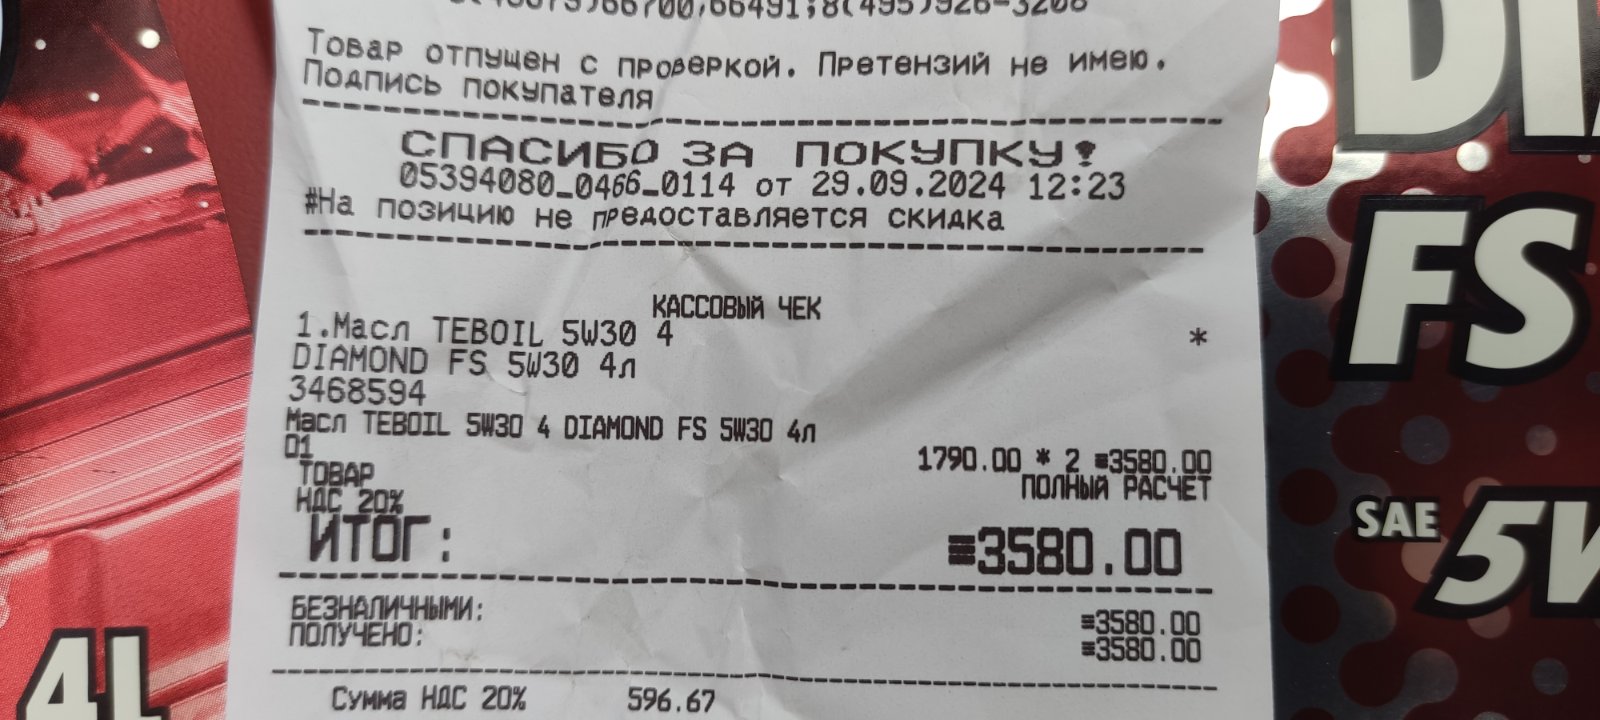 Товар отпущен с проверкой. Претензий не имею.
Подпись покупателя
СПАСИБО ЗА ПОКУПКУ!
05394080_0466_0114 от 29.09.2024 12:23
#На позицию не предоставляется скидка
КАССОВЫЙ ЧЕК
1.Масл TEBOIL 5W30 4 *
DIAMOND FS 5W30 4л
3468594
Масл TEBOIL 5W30 4 DIAMOND FS 5W30 4л
01
1790.00 * 2 ≡3580.00
ТОВАР
ПОЛНЫЙ РАСЧЕТ
НДС 20%
ИТОГ: ≡3580.00
БЕЗНАЛИЧНЫМИ: ≡3580.00
ПОЛУЧЕНО: ≡3580.00
Сумма НДС 20% 596.67
4L
FS
SAE 5W